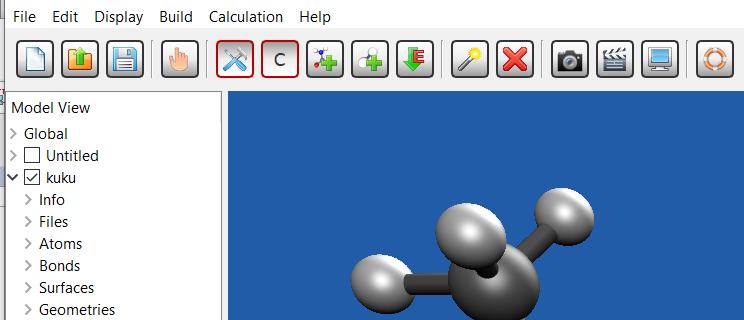 File Edit Display Build Calculation Help
C E
Model View
Global
Untitled
kuku
Info
Files
Atoms
Bonds
Surfaces
Geometries